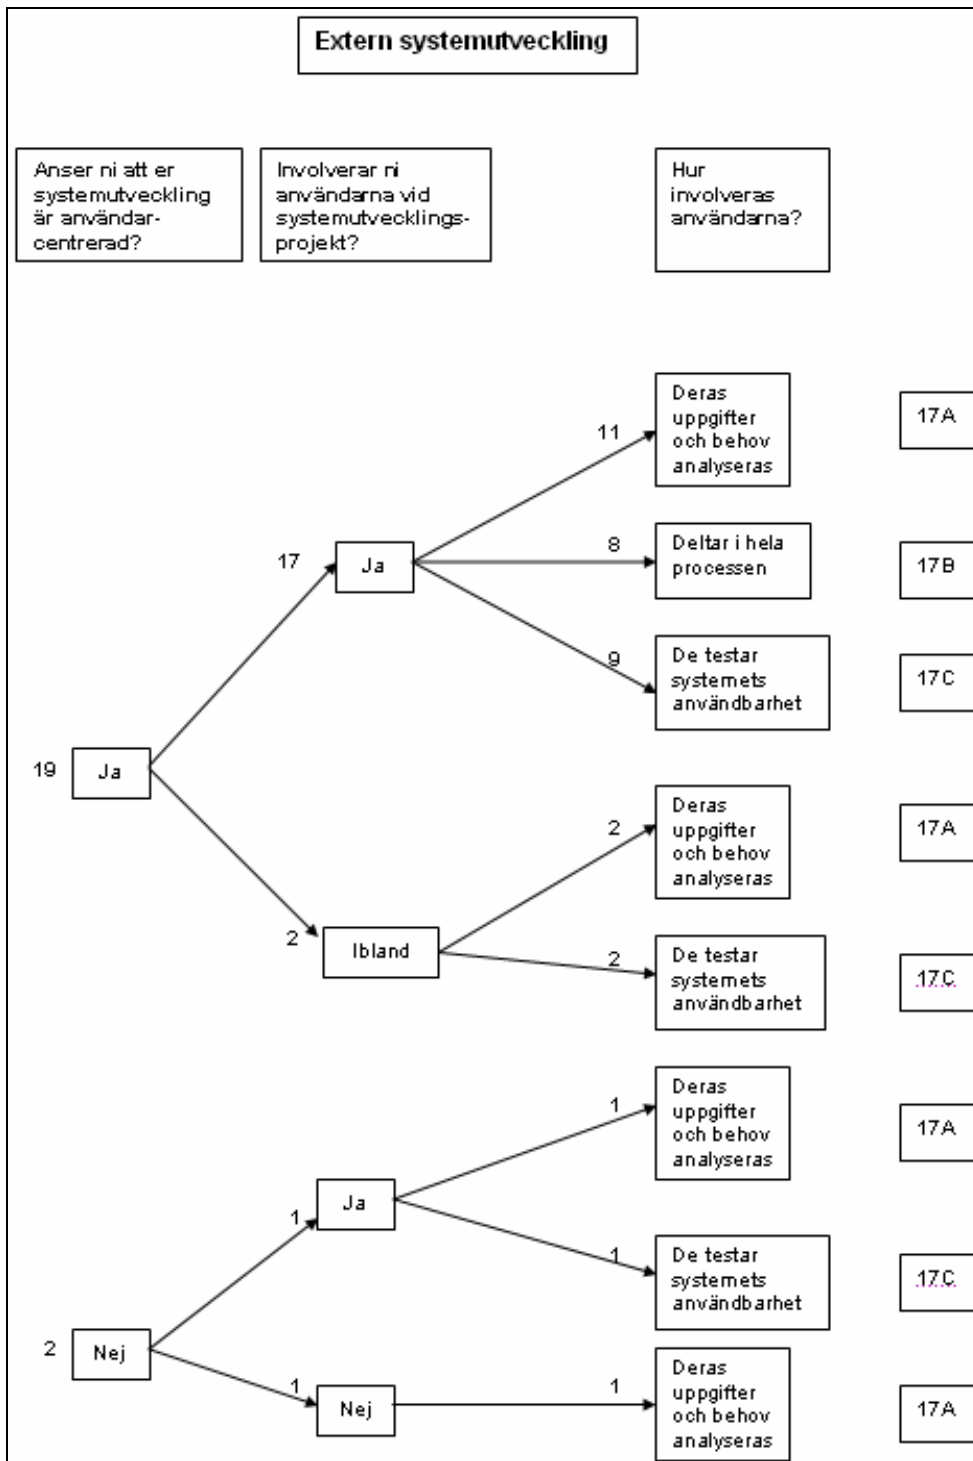 Extern systemutveckling
Anser ni att er
systemutveckling
är användar-
centrerad?
Involverar ni
användarna vid
systemutvecklings-
projekt?
Hur
involveras
användarna?
Deras
uppgifter
och behov
analyseras
11
17A
17
Ja
8
Deltar i hela
processen
17B
9
De testar
systemets
användbarhet
17C
19
Ja
Deras
uppgifter
och behov
analyseras
2
17A
2
Ibland
2
De testar
systemets
användbarhet
17C
Deras
uppgifter
och behov
analyseras
1
17A
1
Ja
1
De testar
systemets
användbarhet
17C
2
Nej
1
Nej
1
Deras
uppgifter
och behov
analyseras
17A